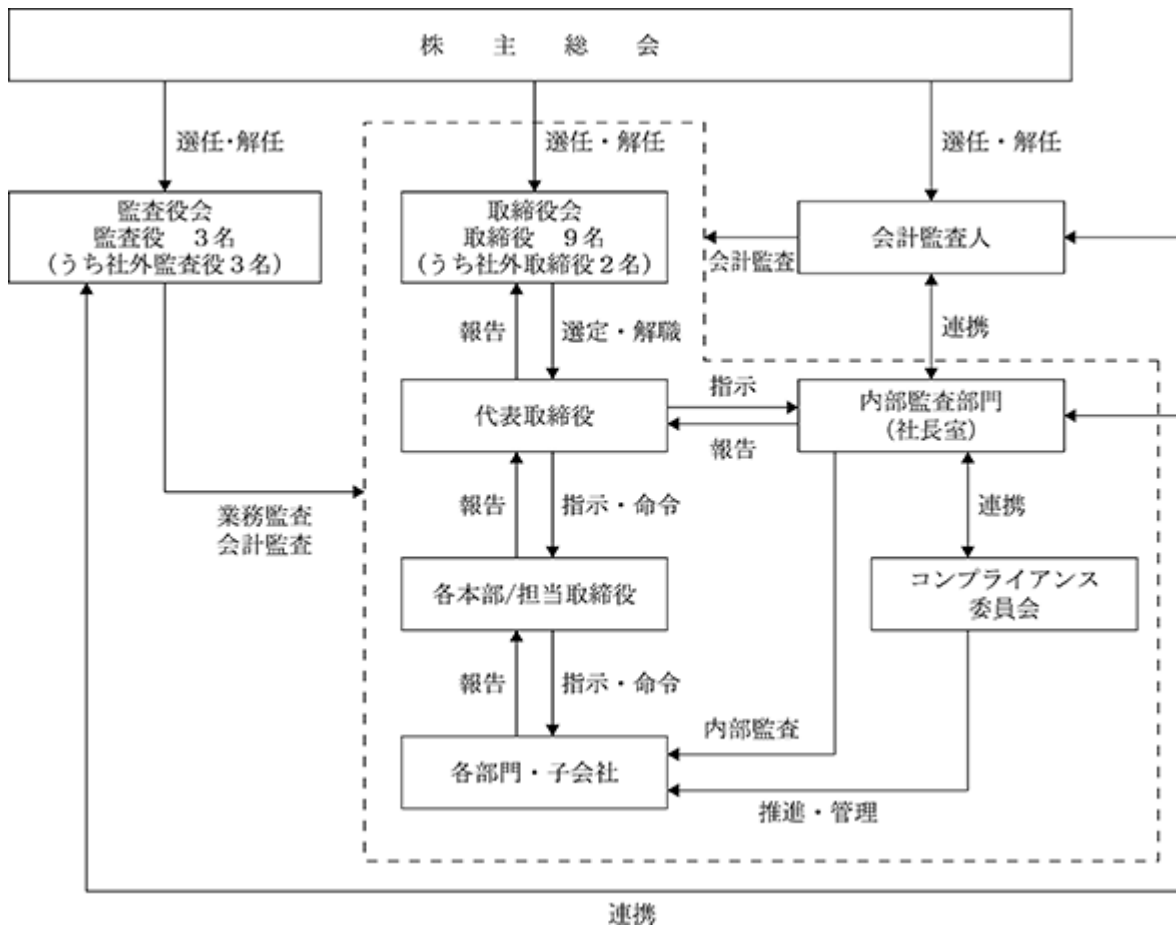 株主総会
選任・解任
選任・解任
選任・解任
監査役会
監査役 3名
(うち社外監査役3名)
取締役会
取締役 9名
(うち社外取締役2名)
会計監査人
会計監査
報告
選定・解職
連携
代表取締役
指示
報告
内部監査部門
(社長室)
業務監査
会計監査
報告
指示・命令
連携
各本部/担当取締役
コンプライアンス
委員会
報告
指示・命令
内部監査
各部門・子会社
推進・管理
連携